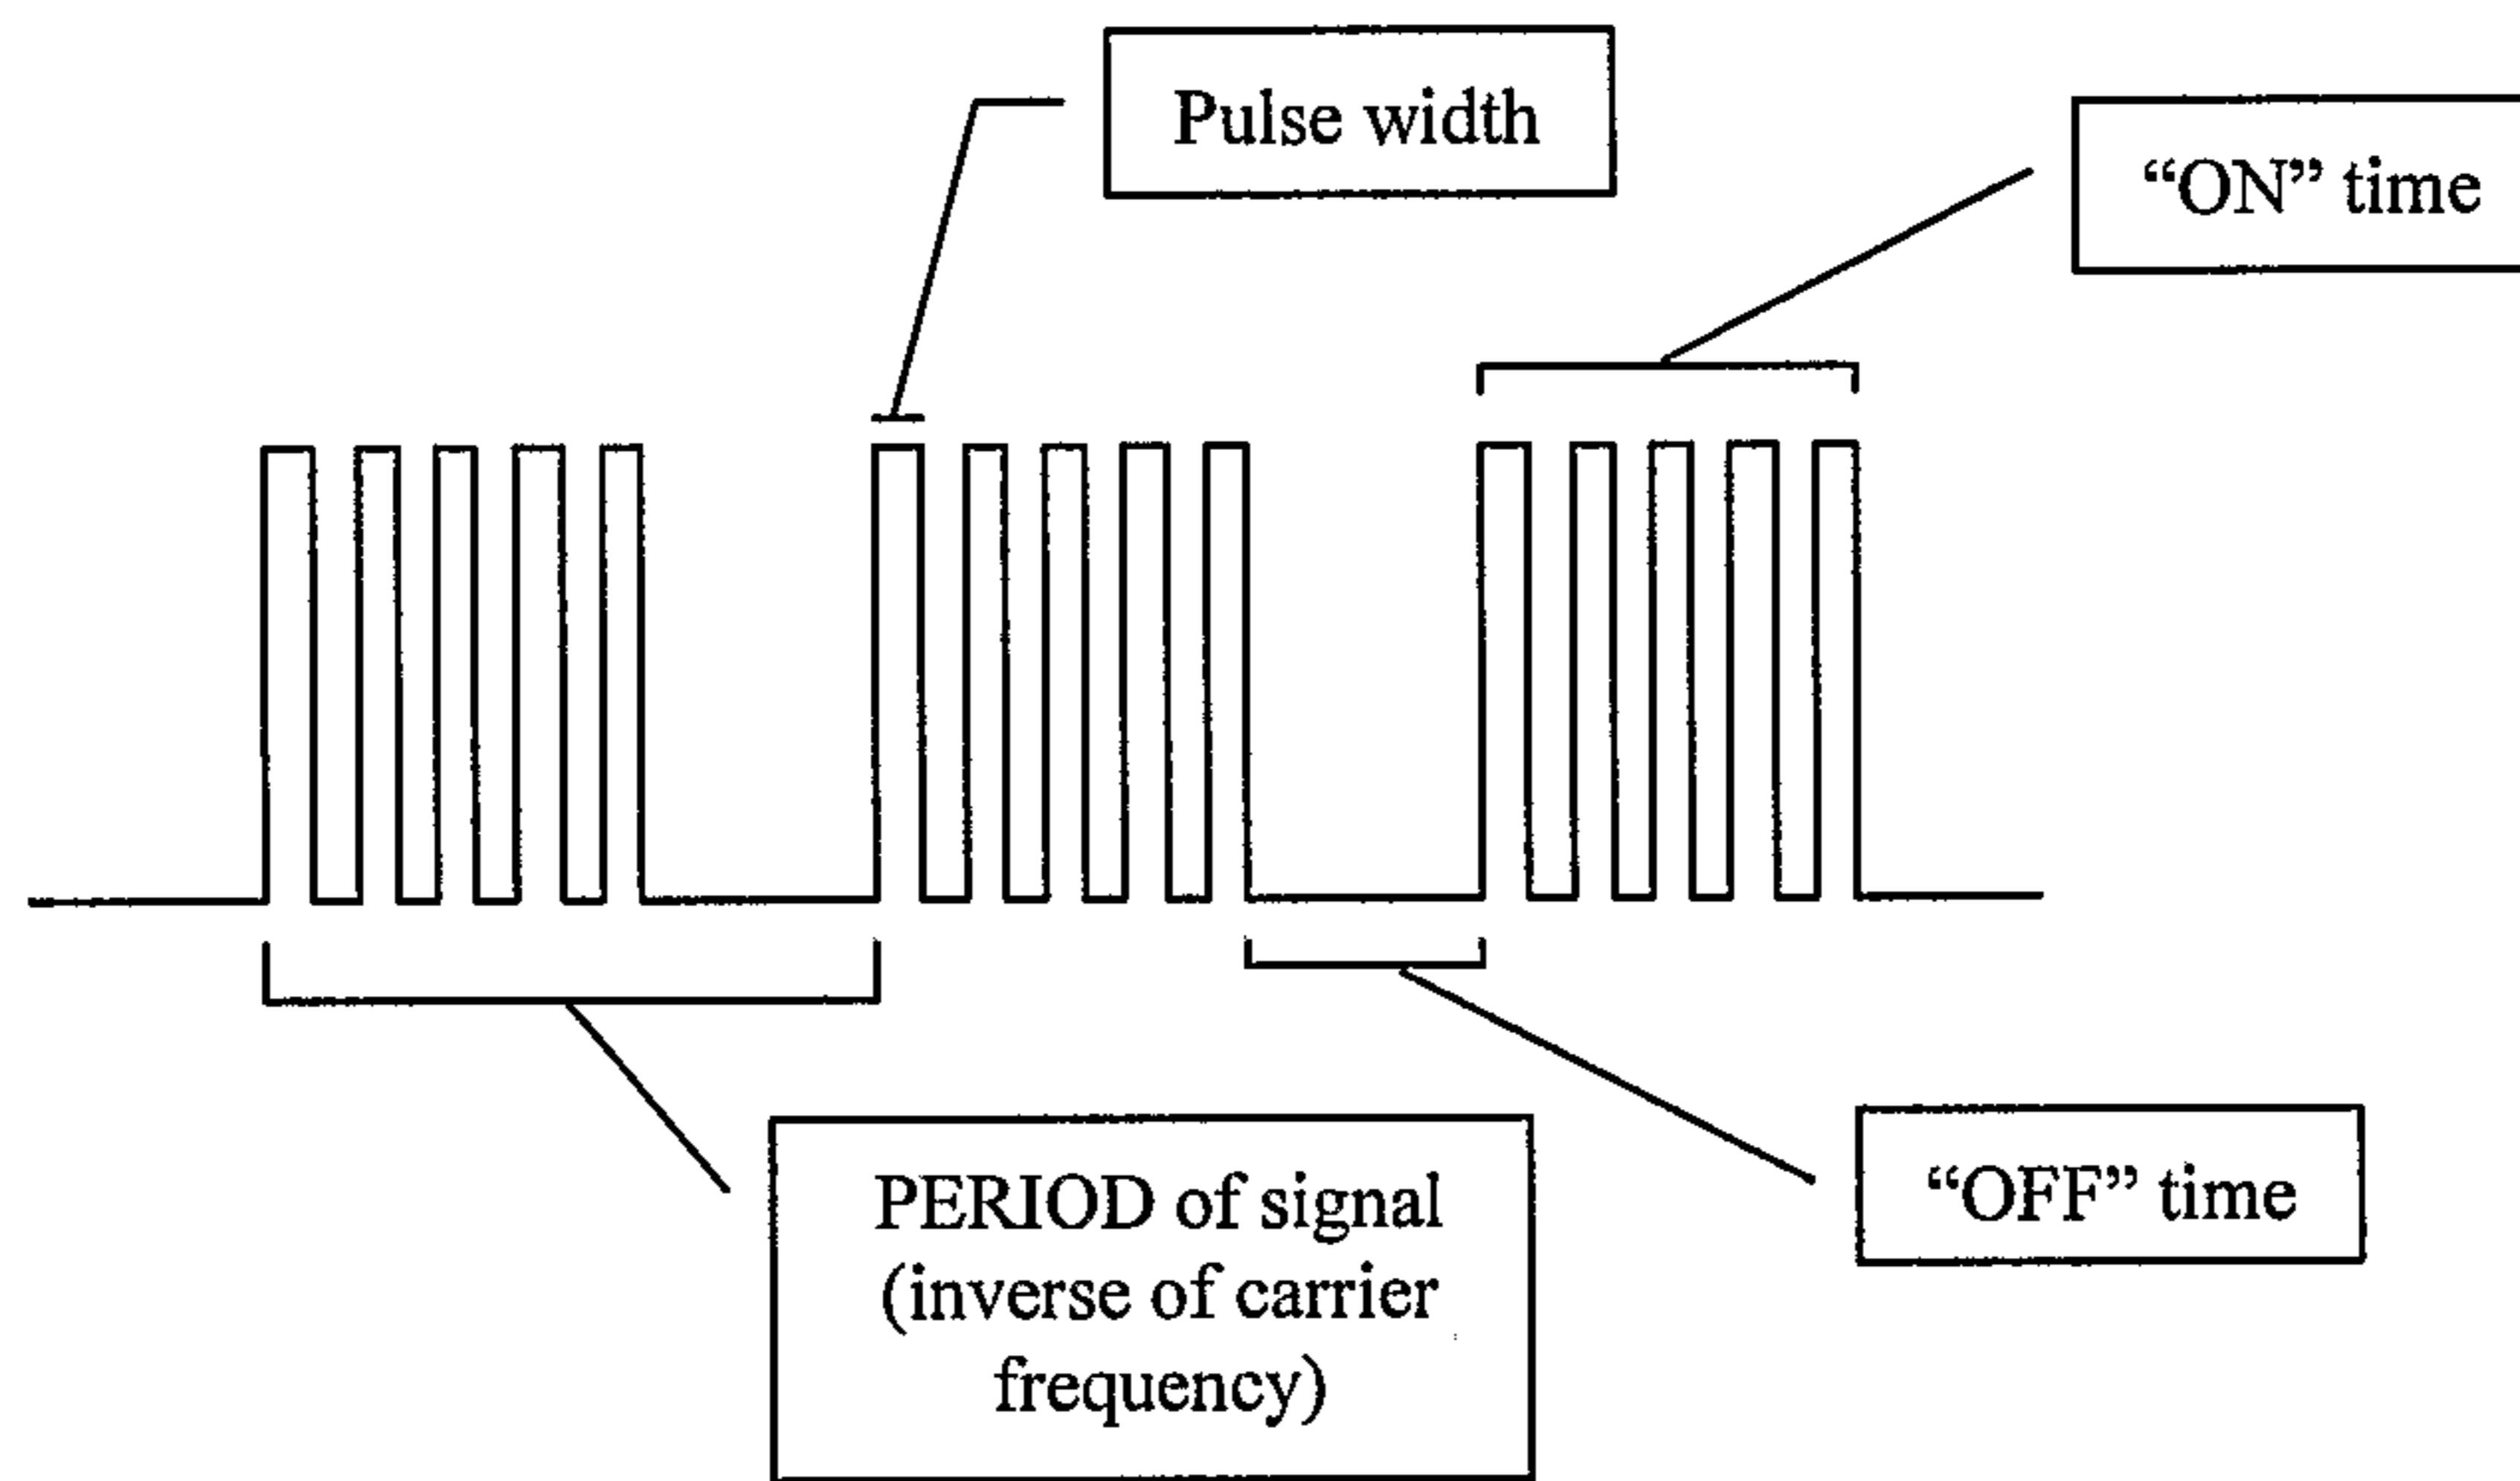 Pulse width
“ON” time
PERIOD of signal
(inverse of carrier
frequency)
“OFF” time